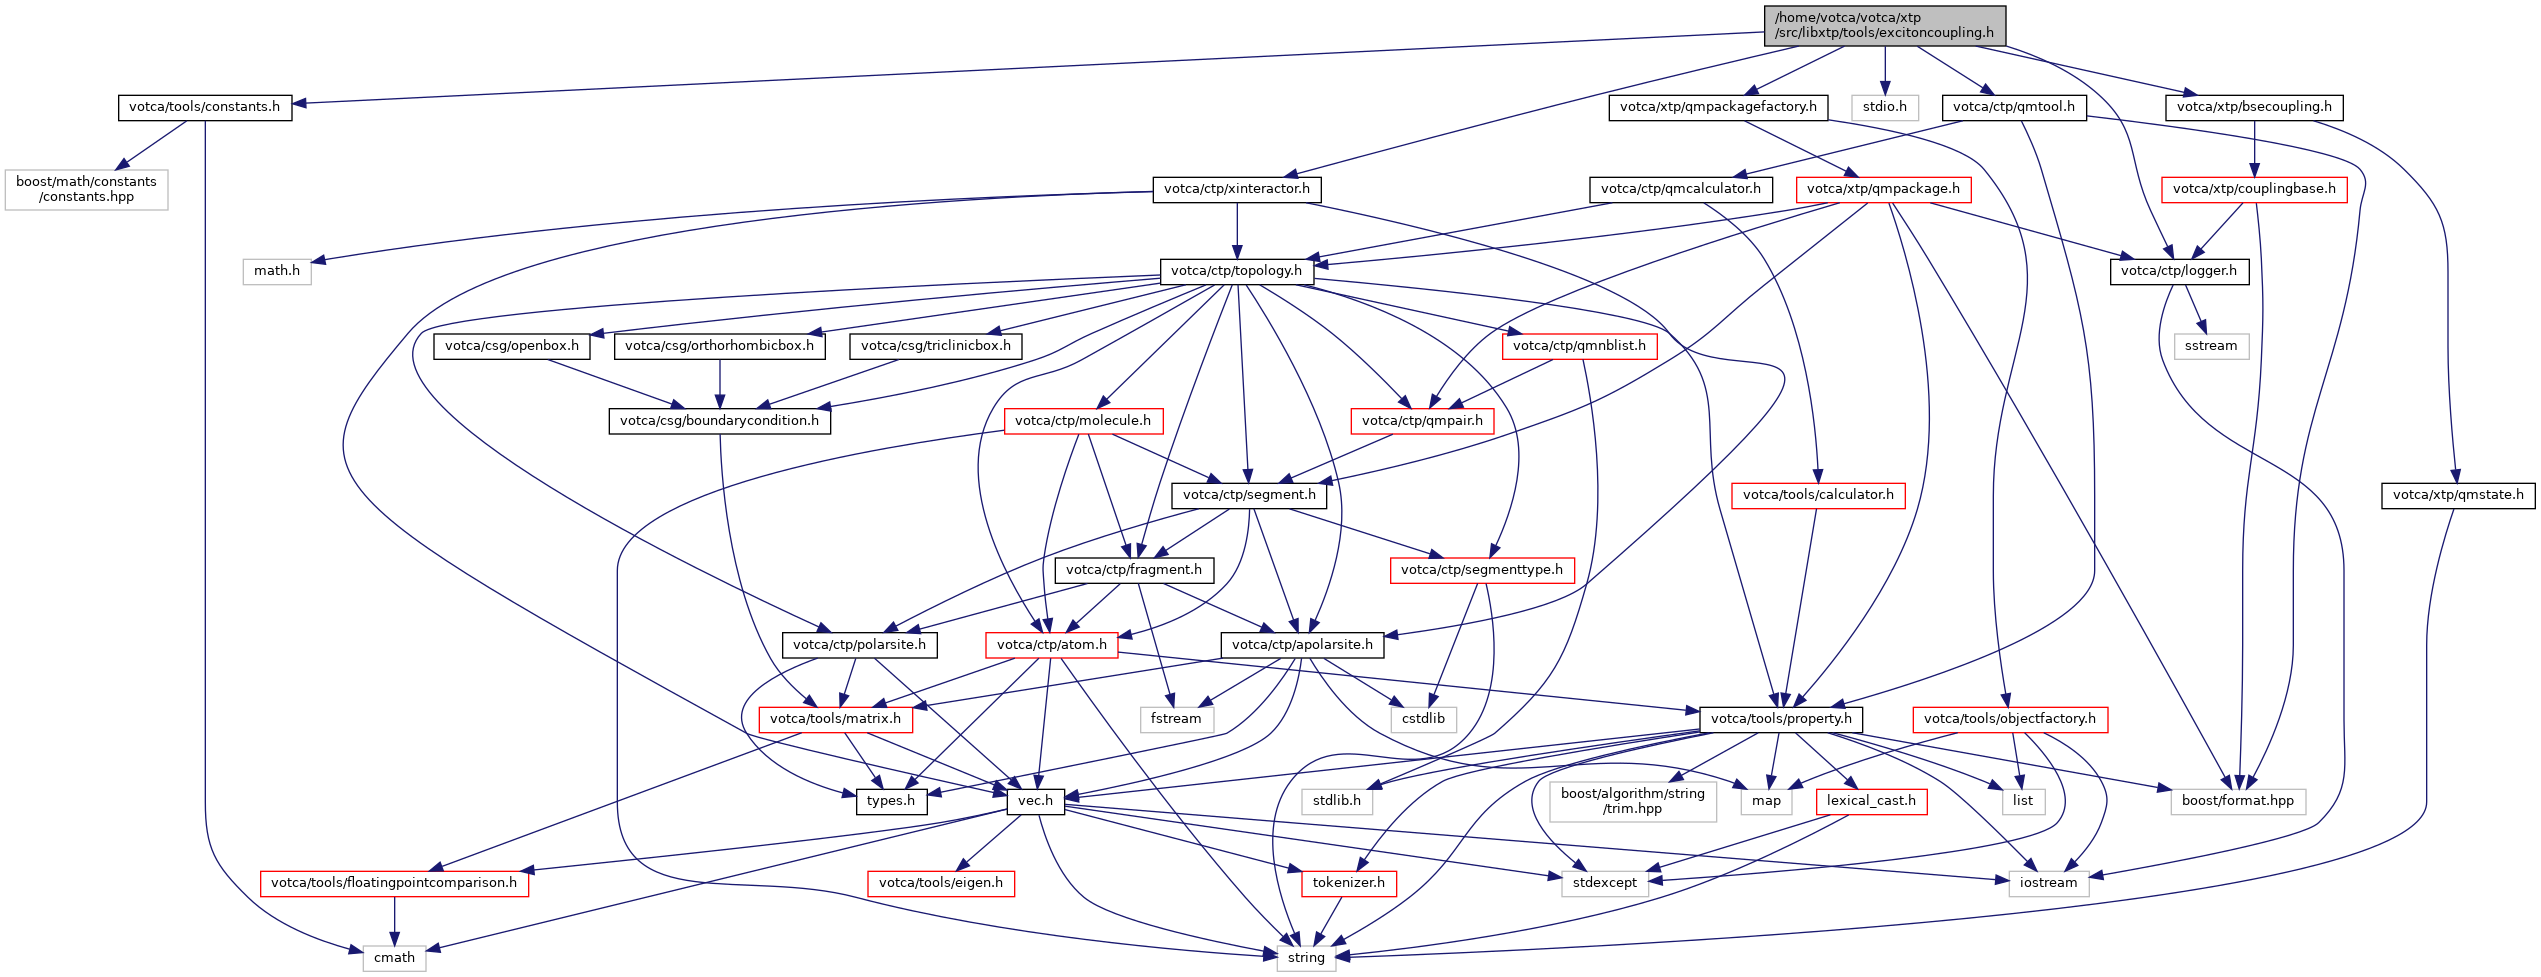 /home/votca/votca/xtp
/src/libxtp/tools/excitoncoupling.h
votca/tools/constants.h
votca/xtp/qmpackagefactory.h
stdio.h
votca/ctp/qmtool.h
votca/xtp/bsecoupling.h
boost/math/constants
/constants.hpp
votca/ctp/xinteractor.h
votca/ctp/qmcalculator.h
votca/xtp/qmpackage.h
votca/xtp/couplingbase.h
math.h
votca/ctp/topology.h
votca/ctp/logger.h
votca/csg/openbox.h
votca/csg/orthorhombicbox.h
votca/csg/triclinicbox.h
votca/ctp/qmnblist.h
sstream
votca/csg/boundarycondition.h
votca/ctp/molecule.h
votca/ctp/qmpair.h
votca/ctp/segment.h
votca/tools/calculator.h
votca/xtp/qmstate.h
votca/ctp/fragment.h
votca/ctp/segmenttype.h
votca/ctp/polarsite.h
votca/ctp/atom.h
votca/ctp/apolarsite.h
votca/tools/matrix.h
fstream
cstdlib
votca/tools/property.h
votca/tools/objectfactory.h
types.h
vec.h
stdlib.h
boost/algorithm/string
/trim.hpp
map
lexical_cast.h
list
boost/format.hpp
votca/tools/floatingpointcomparison.h
votca/tools/eigen.h
tokenizer.h
stdexcept
iostream
cmath
string